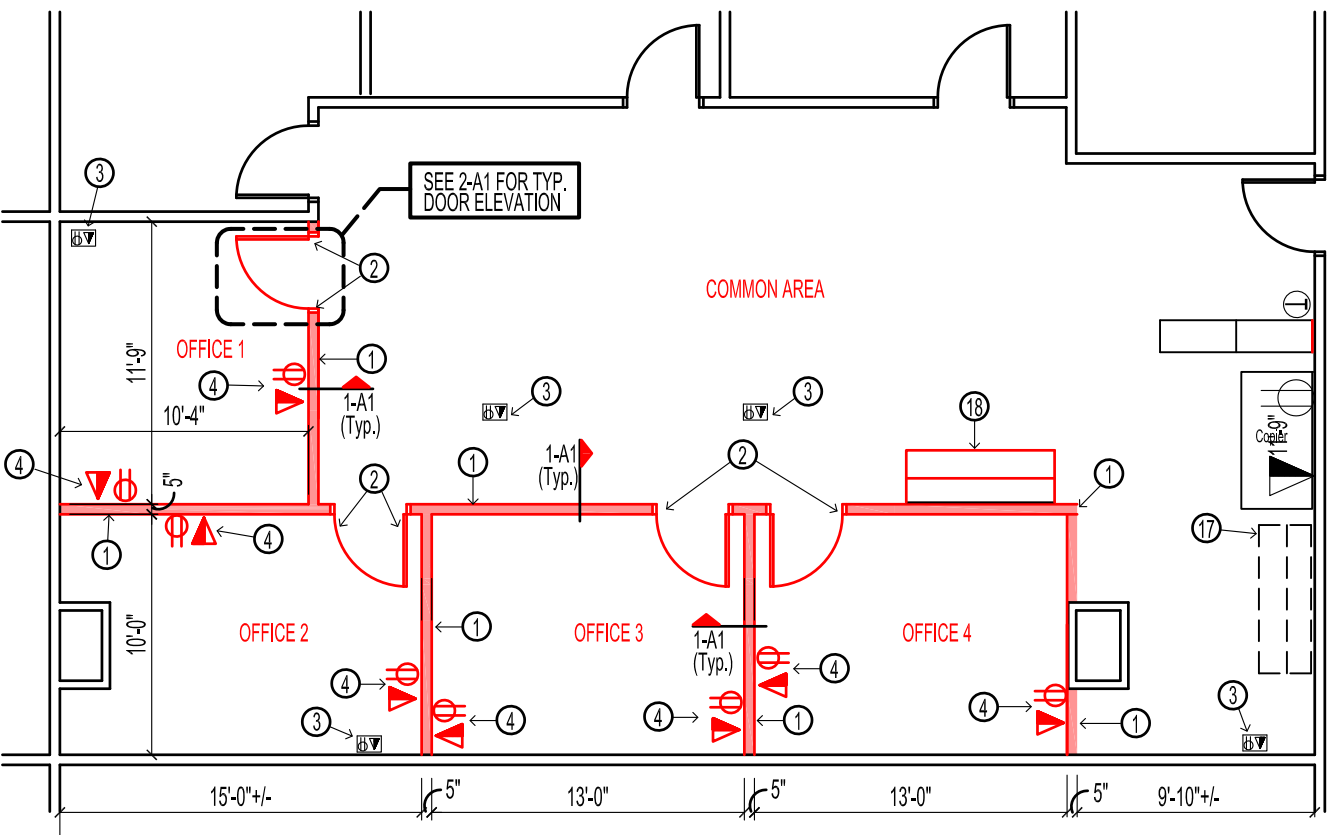 3
SEE 2-A1 FOR TYP.
DOOR ELEVATION
2
COMMON AREA
OFFICE 1
1
11'-9"
4
1-A1
(Typ.)
10'-4"
3
3
18
4
5"
1
1-A1
(Typ.)
2
2
1
Copier
1
4
17
10'-0"
OFFICE 2
1
OFFICE 3
1-A1
(Typ.)
OFFICE 4
4
4
4
4
1
4
1
3
3
15'-0"+/-
5"
13'-0"
5"
13'-0"
5"
9'-10"+/-